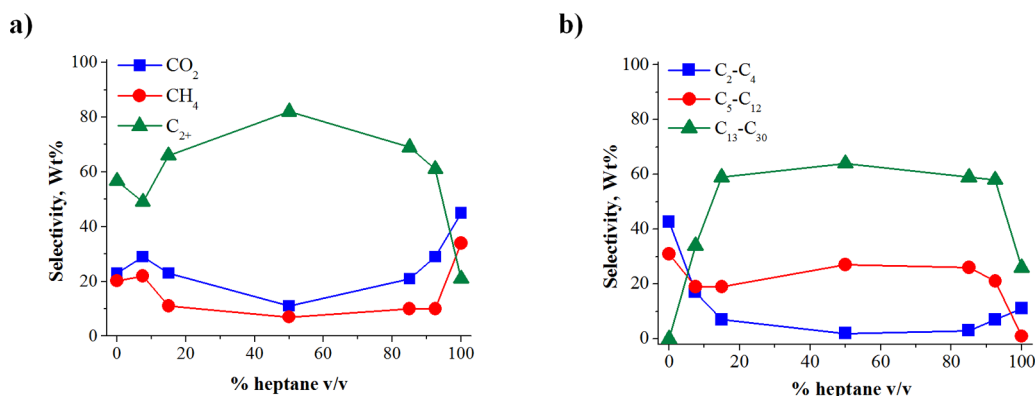 a)
100
80
60
40
20
0
Selectivity, Wt%
CO₂
CH₄
C₂₊
0 20 40 60 80 100
% heptane v/v
b)
100
80
60
40
20
0
Selectivity, Wt%
C₂-C₄
C₅-C₁₂
C₁₃-C₃₀
0 20 40 60 80 100
% heptane v/v